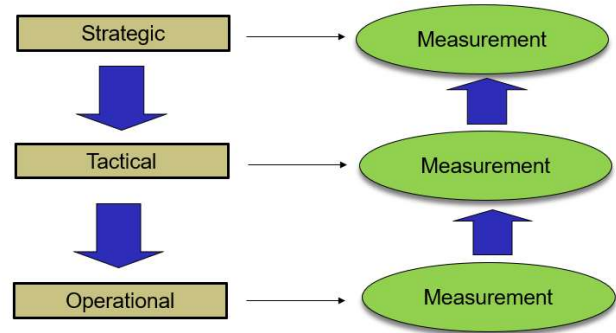 Strategic
Measurement
Tactical
Measurement
Operational
Measurement